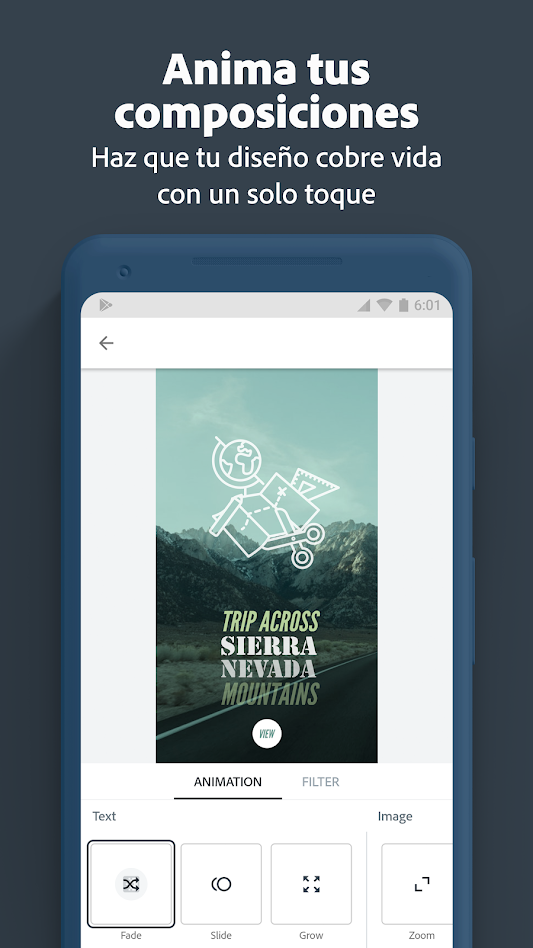 Anima tus
composiciones
Haz que tu diseño cobre vida
con un solo toque
6:01
TRIP ACROSS
SIERRA
NEVADA
MOUNTAINS
VIEW
ANIMATION FILTER
Text Image
Fade Slide Grow Zoom